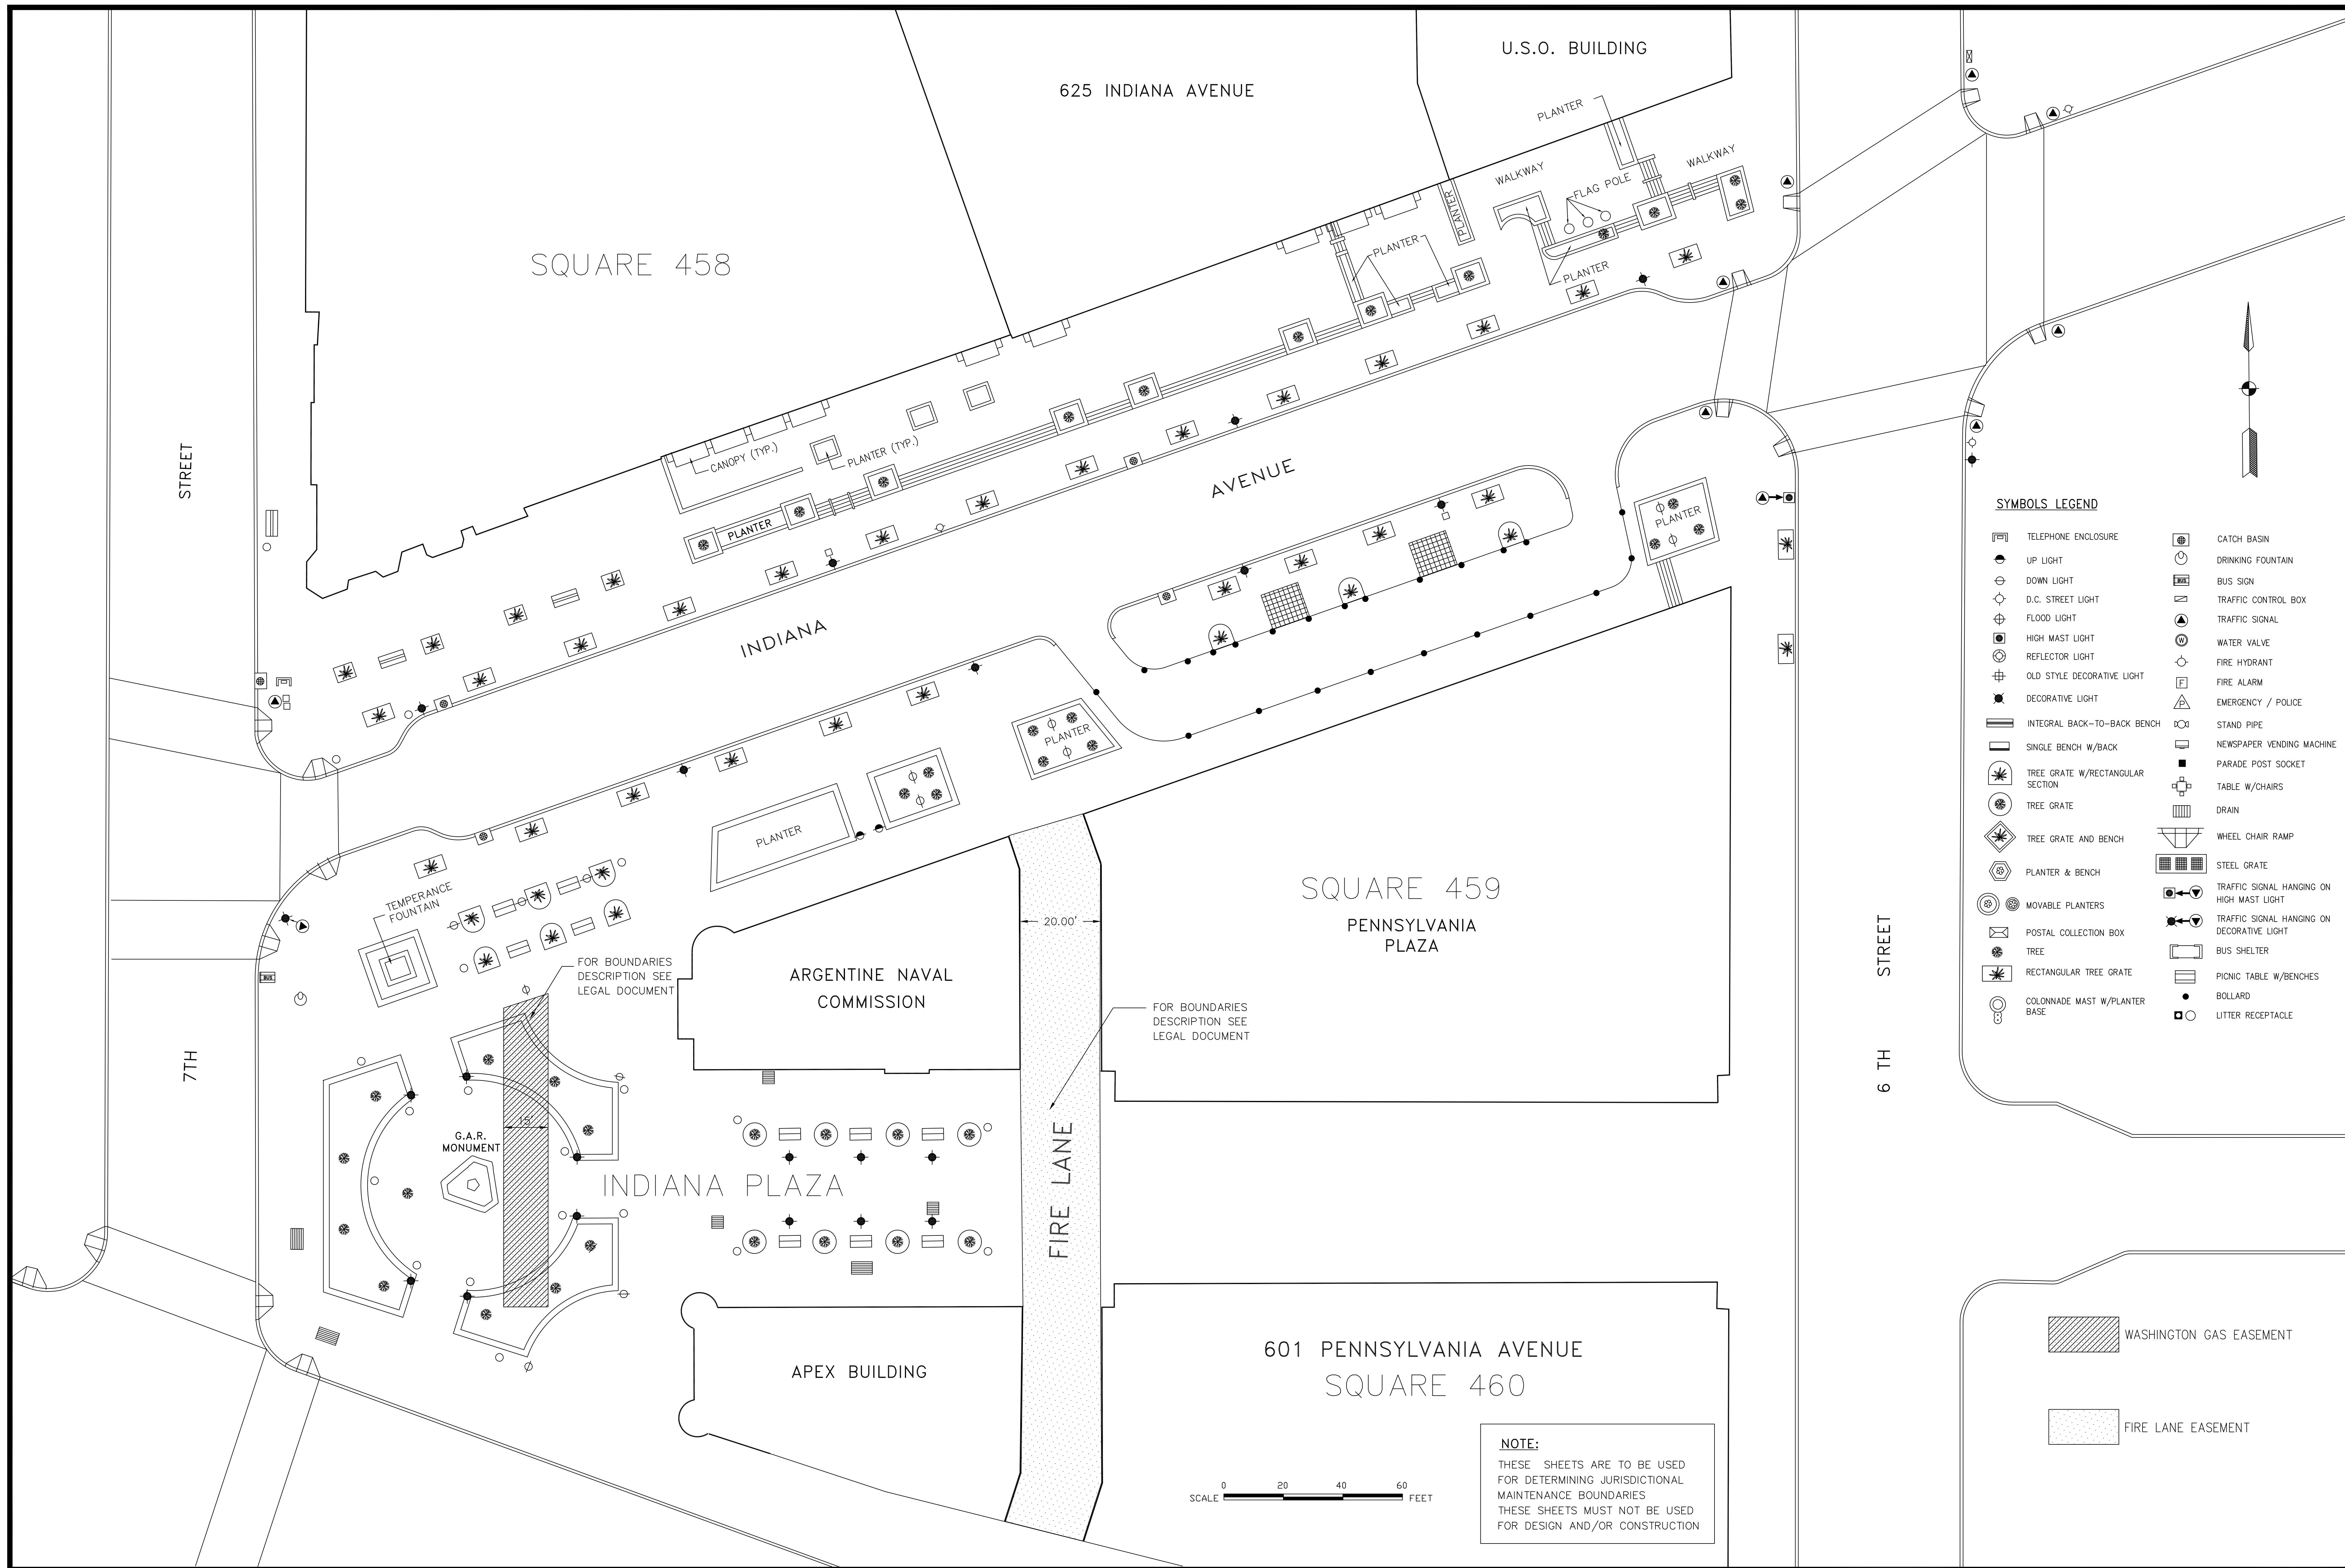 U.S.O. BUILDING
625 INDIANA AVENUE
PLANTER
WALKWAY
WALKWAY
FLAG POLE
PLANTER
PLANTER
PLANTER
SQUARE 458
CANOPY (TYP.)
PLANTER (TYP.)
PLANTER
STREET
INDIANA
AVENUE
PLANTER
PLANTER
PLANTER
TEMPERANCE
FOUNTAIN
FOR BOUNDARIES
DESCRIPTION SEE
LEGAL DOCUMENT
ARGENTINE NAVAL
COMMISSION
20.00'
SQUARE 459
PENNSYLVANIA
PLAZA
FOR BOUNDARIES
DESCRIPTION SEE
LEGAL DOCUMENT
7TH
BUS
15'
G.A.R.
MONUMENT
INDIANA PLAZA
FIRE LANE
STREET
6 TH
APEX BUILDING
601 PENNSYLVANIA AVENUE
SQUARE 460
SCALE
0 20 40 60
FEET
NOTE:
THESE SHEETS ARE TO BE USED
FOR DETERMINING JURISDICTIONAL
MAINTENANCE BOUNDARIES
THESE SHEETS MUST NOT BE USED
FOR DESIGN AND/OR CONSTRUCTION
SYMBOLS LEGEND
TELEPHONE ENCLOSURE
UP LIGHT
DOWN LIGHT
D.C. STREET LIGHT
FLOOD LIGHT
HIGH MAST LIGHT
REFLECTOR LIGHT
OLD STYLE DECORATIVE LIGHT
DECORATIVE LIGHT
INTEGRAL BACK-TO-BACK BENCH
SINGLE BENCH W/BACK
TREE GRATE W/RECTANGULAR
SECTION
TREE GRATE
TREE GRATE AND BENCH
PLANTER & BENCH
MOVABLE PLANTERS
POSTAL COLLECTION BOX
TREE
RECTANGULAR TREE GRATE
COLONNADE MAST W/PLANTER
BASE
CATCH BASIN
DRINKING FOUNTAIN
BUS BUS SIGN
TRAFFIC CONTROL BOX
TRAFFIC SIGNAL
W WATER VALVE
FIRE HYDRANT
F FIRE ALARM
P EMERGENCY / POLICE
STAND PIPE
NEWSPAPER VENDING MACHINE
PARADE POST SOCKET
TABLE W/CHAIRS
DRAIN
WHEEL CHAIR RAMP
STEEL GRATE
TRAFFIC SIGNAL HANGING ON
HIGH MAST LIGHT
TRAFFIC SIGNAL HANGING ON
DECORATIVE LIGHT
BUS SHELTER
PICNIC TABLE W/BENCHES
BOLLARD
LITTER RECEPTACLE
WASHINGTON GAS EASEMENT
FIRE LANE EASEMENT